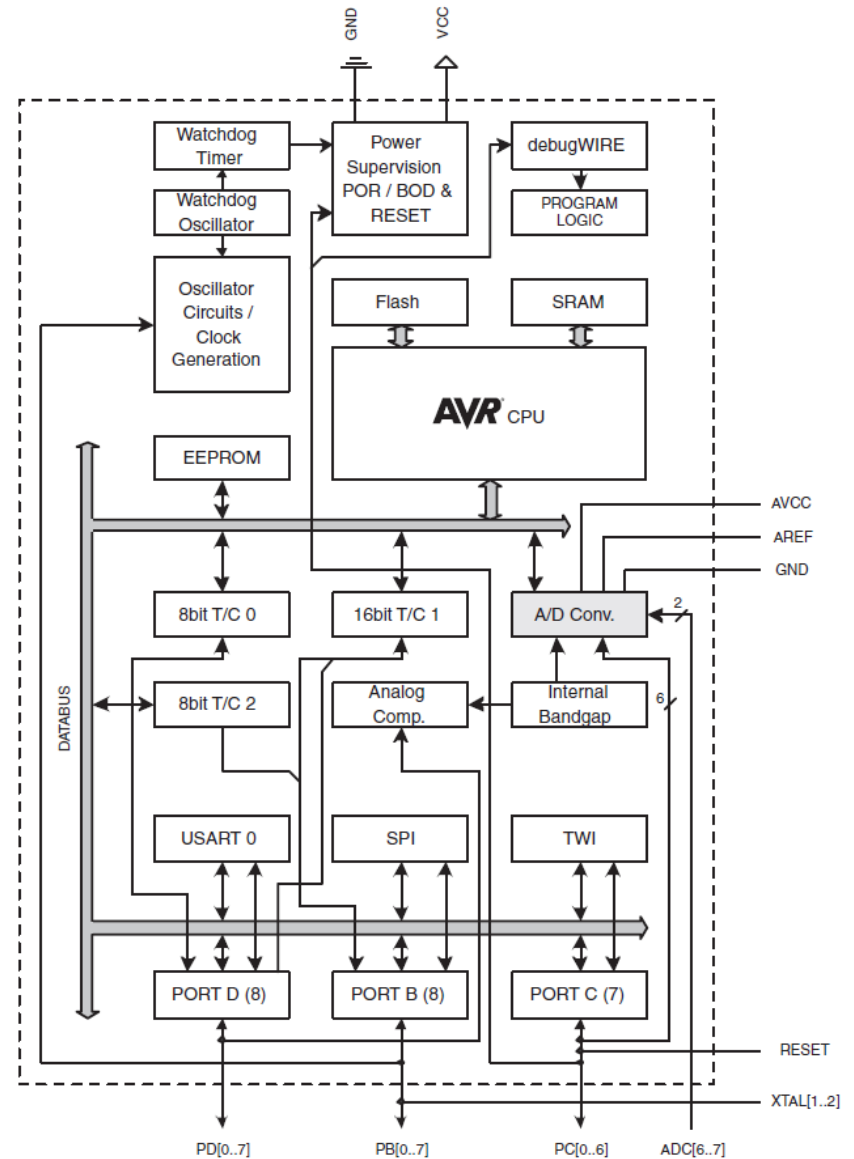 GND
VCC
Watchdog
Timer
Power
Supervision
POR / BOD &
RESET
debugWIRE
Watchdog
Oscillator
PROGRAM
LOGIC
Oscillator
Circuits /
Clock
Generation
Flash
SRAM
AVR® CPU
EEPROM
AVCC
AREF
GND
8bit T/C 0
16bit T/C 1
A/D Conv.
2
8bit T/C 2
Analog
Comp.
Internal
Bandgap
6
DATABUS
USART 0
SPI
TWI
PORT D (8)
PORT B (8)
PORT C (7)
RESET
XTAL[1..2]
PD[0..7]
PB[0..7]
PC[0..6]
ADC[6..7]